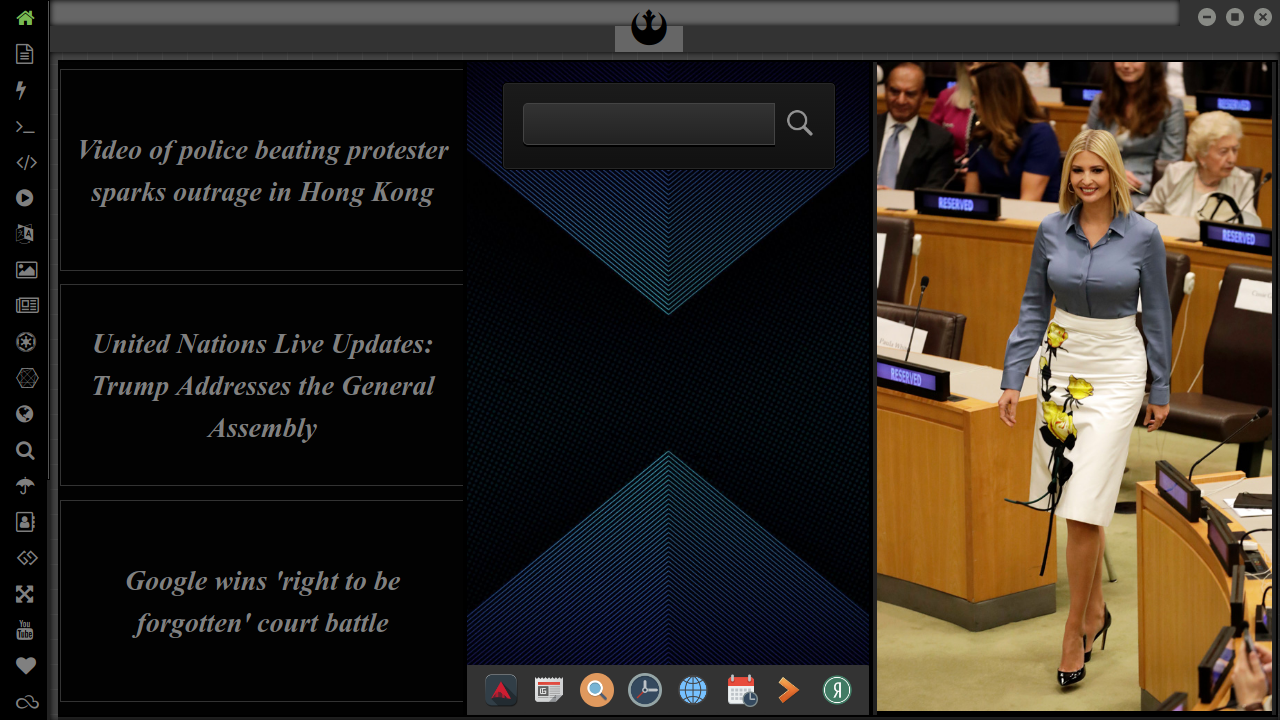 Video of police beating protester
sparks outrage in Hong Kong
United Nations Live Updates:
Trump Addresses the General
Assembly
Google wins 'right to be
forgotten' court battle
RESERVED
RESERVED
RESERVED
RESERVED
You
Tube
Я